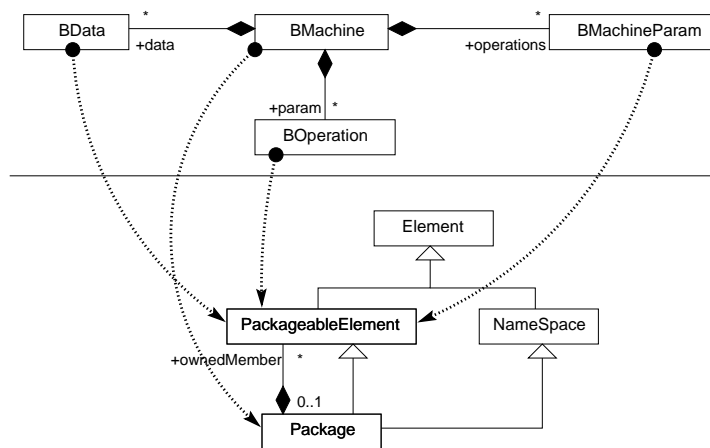 * *
BData BMachine BMachineParam
+data +operations
+param *
BOperation
Element
PackageableElement NameSpace
+ownedMember *
0..1
Package